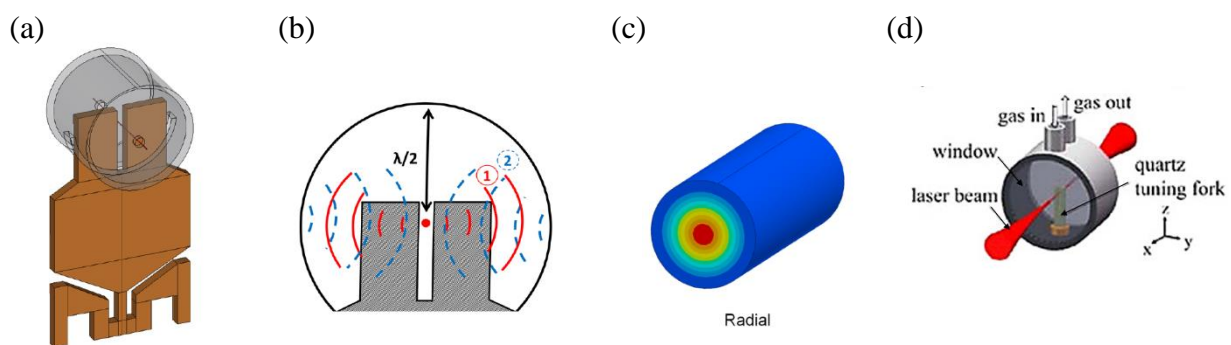 (a)
(b)
(c)
(d)
λ/2
1
2
Radial
gas in
gas out
window
laser beam
quartz
tuning fork
z
x
y